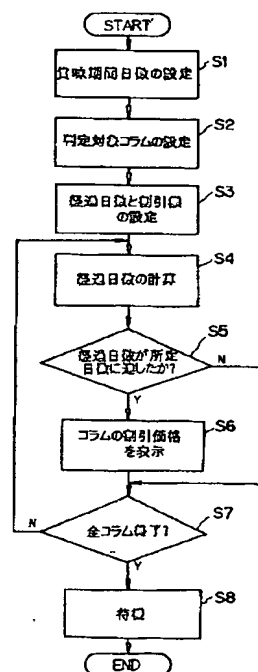 START
賞味期間日数の設定
S1
判定対象コラムの設定
S2
経過日数と割引額
の設定
S3
経過日数の計算
S4
経過日数が所定
日数に達したか?
S5
N
Y
コラムの割引価格
を表示
S6
全コラム終了?
S7
N
Y
S8
END